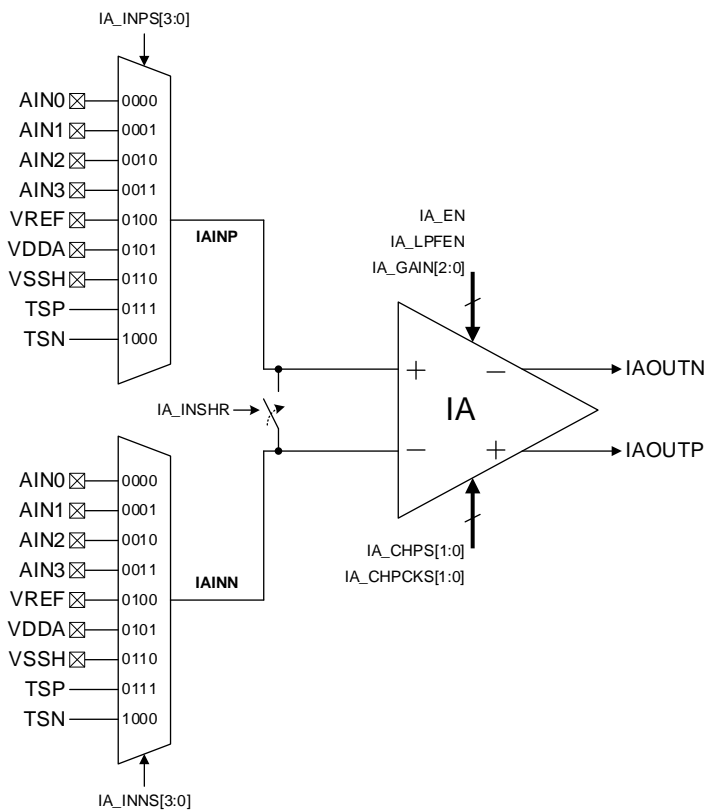 IA_INPS[3:0]
AIN0 0000
AIN1 0001
AIN2 0010
AIN3 0011
VREF 0100
VDDA 0101
VSSH 0110
TSP 0111
TSN 1000
IAINP
IA_EN
IA_LPFEN
IA_GAIN[2:0]
+ −
IAOUTN
IA_INSHR
IA
− +
IAOUTP
IA_CHPS[1:0]
IA_CHPCKS[1:0]
AIN0 0000
AIN1 0001
AIN2 0010
AIN3 0011
VREF 0100
VDDA 0101
VSSH 0110
TSP 0111
TSN 1000
IAINN
IA_INNS[3:0]